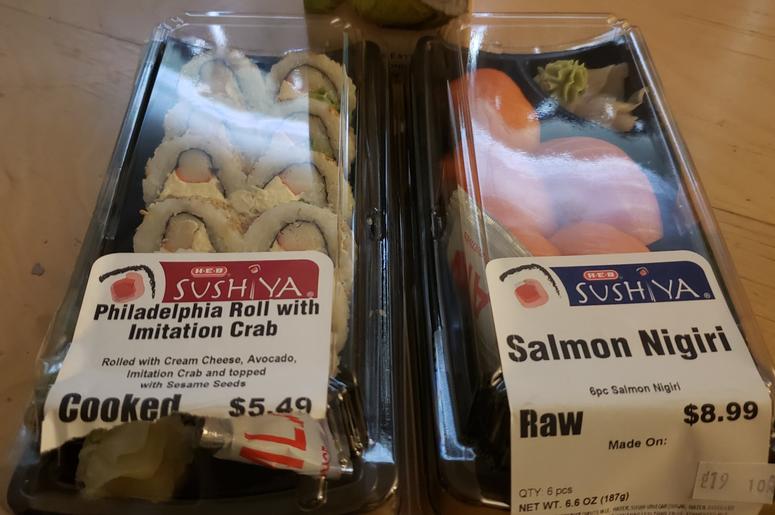 H-E-B
SUSHIYA
Philadelphia Roll with
Imitation Crab
Rolled with Cream Cheese, Avocado,
Imitation Crab and topped
with Sesame Seeds
Cooked $5.49
H-E-B
SUSHIYA
Salmon Nigiri
6pc Salmon Nigiri
Raw $8.99
Made On:
QTY: 6 pcs
NET WT. 6.6 OZ (187g)